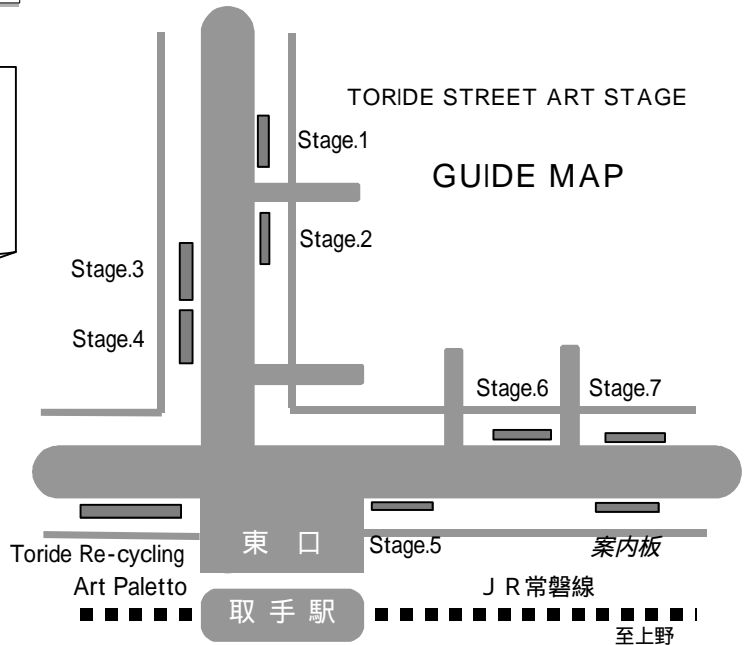 TORIDE STREET ART STAGE
GUIDE MAP
Stage.1
Stage.2
Stage.3
Stage.4
Stage.6
Stage.7
Stage.5
案内板
Toride Re-cycling
Art Paletto
東 口
取 手 駅
ＪＲ常磐線
至上野